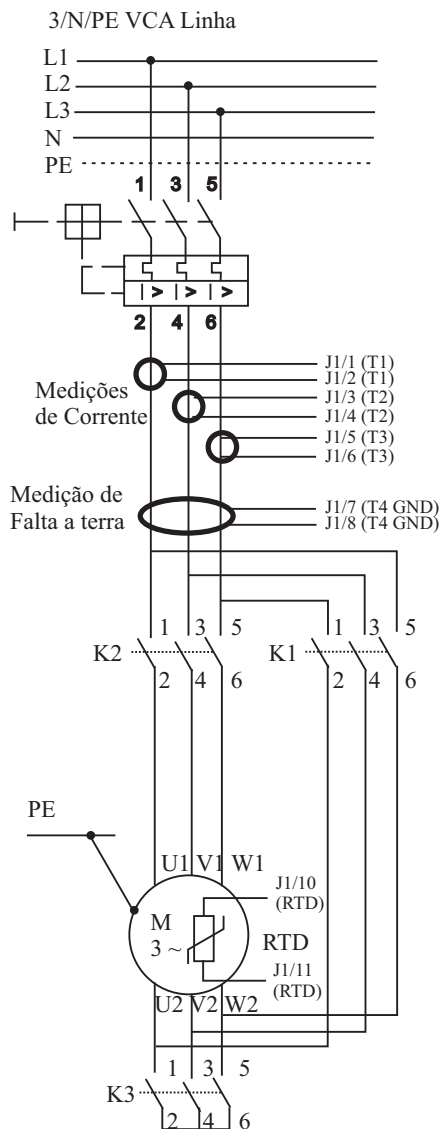 3/N/PE VCA Linha
L1
L2
L3
N
PE
1 3 5
I> I> I>
2 4 6
Medições
de Corrente
J1/1 (T1)
J1/2 (T1)
J1/3 (T2)
J1/4 (T2)
J1/5 (T3)
J1/6 (T3)
Medição de
Falta a terra
J1/7 (T4 GND)
J1/8 (T4 GND)
1 3 5 1 3 5
K2 K1
2 4 6 2 4 6
PE
U1 V1 W1
J1/10
(RTD)
M
3 ~
RTD
J1/11
(RTD)
U2 V2 W2
1 3 5
K3
2 4 6